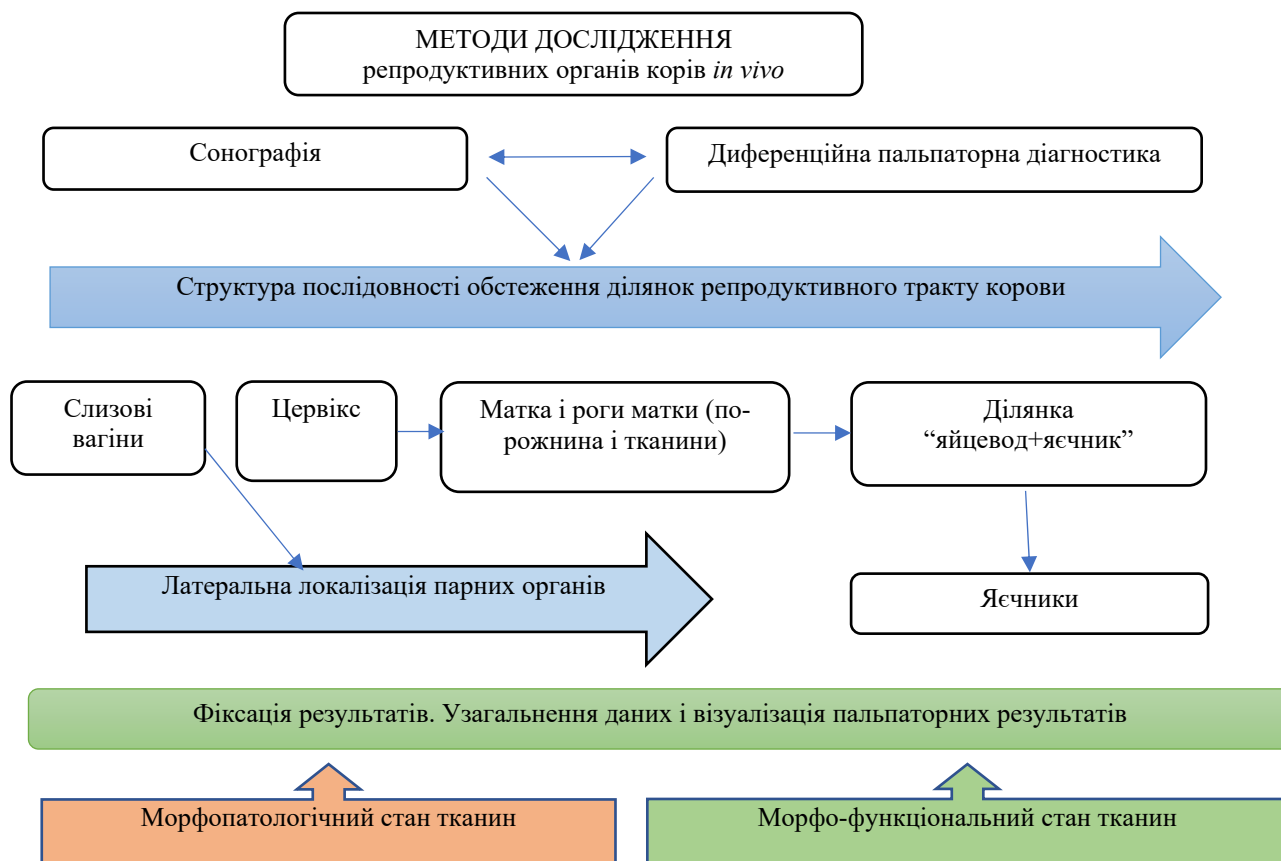 МЕТОДИ ДОСЛІДЖЕННЯ
репродуктивних органів корів in vivo
Сонографія
Диференційна пальпаторна діагностика
Структура послідовності обстеження ділянок репродуктивного тракту корови
Слизові
вагіни
Цервікс
Матка і роги матки (по-
рожнина і тканини)
Ділянка
“яйцевод+яєчник”
Латеральна локалізація парних органів
Яєчники
Фіксація результатів. Узагальнення даних і візуалізація пальпаторних результатів
Морфопатологічний стан тканин
Морфо-функціональний стан тканин